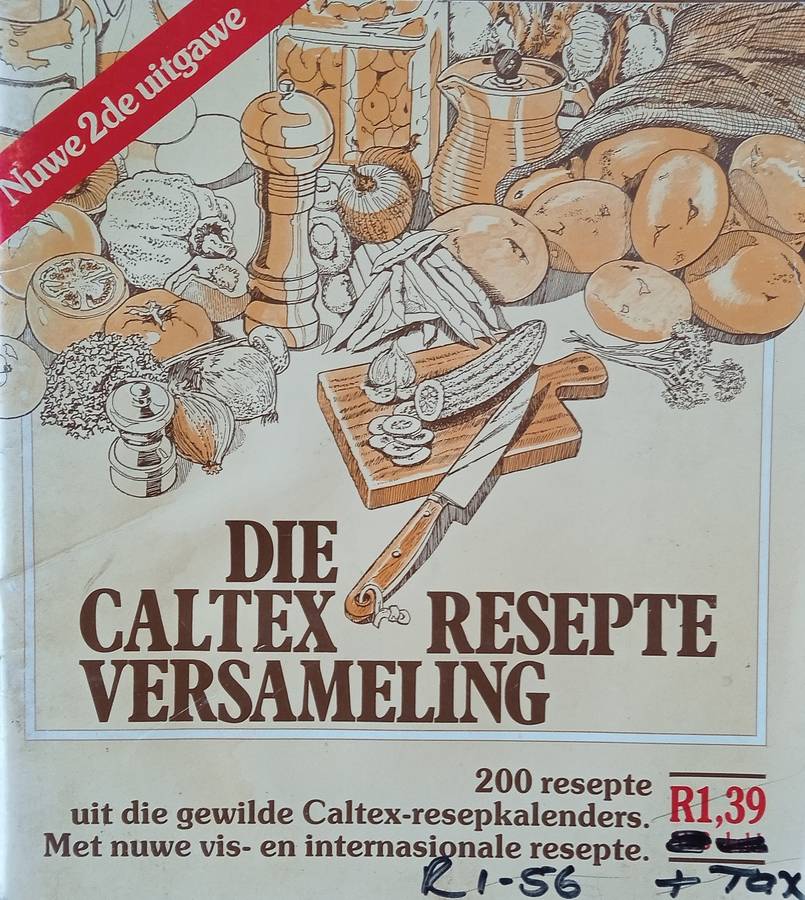 Nuwe 2de uitgawe
DIE
CALTEX RESEPTE
VERSAMELING
200 resepte
uit die gewilde Caltex-resepkalenders.
Met nuwe vis- en internasionale resepte.
R1,39
R1-56 + Tax